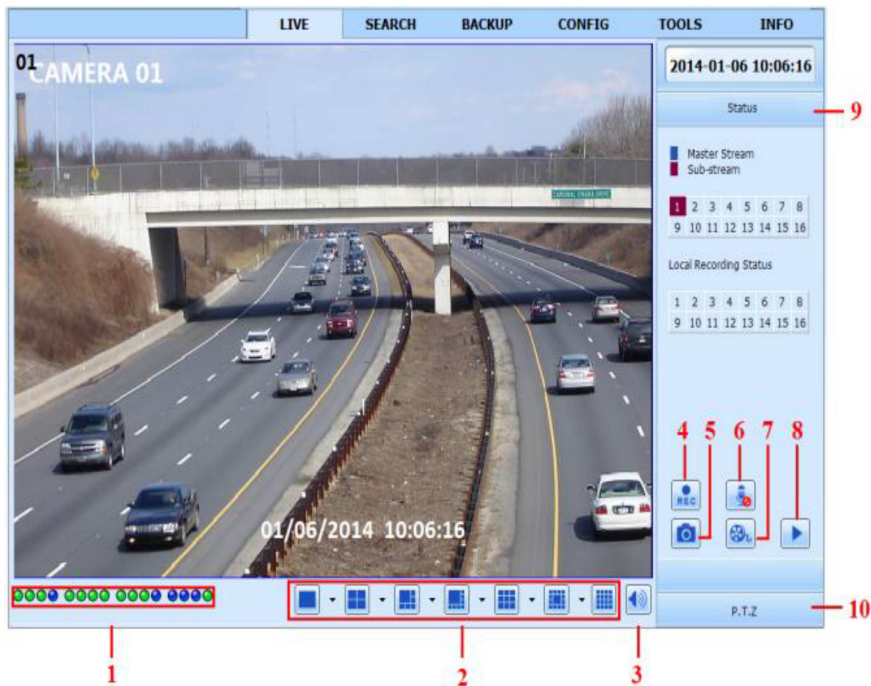 LIVE SEARCH BACKUP CONFIG TOOLS INFO
01
CAMERA 01
2014-01-06 10:06:16
Status
9
Master Stream
Sub-stream
1 2 3 4 5 6 7 8
9 10 11 12 13 14 15 16
CARDINAL O'HARA DRIVE
Local Recording Status
1 2 3 4 5 6 7 8
9 10 11 12 13 14 15 16
4 5 6 7 8
REC
01/06/2014 10:06:16
P.T.Z
10
1 2 3